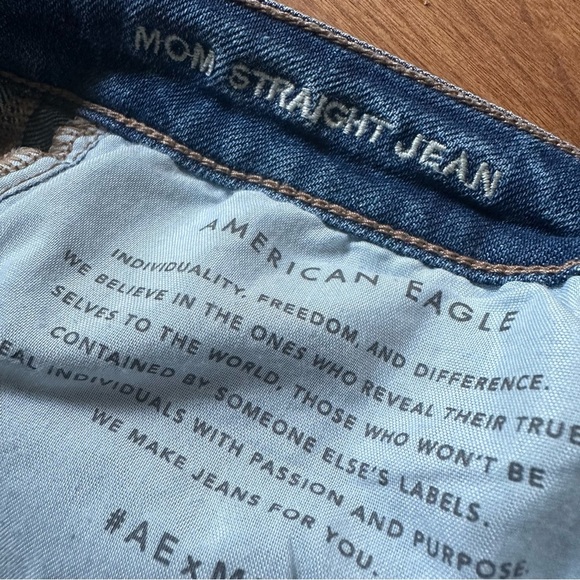 MOM STRAIGHT JEAN
AMERICAN EAGLE
INDIVIDUALITY, FREEDOM, AND DIFFERENCE.
WE BELIEVE IN THE ONES WHO REVEAL THEIR TRUE
SELVES TO THE WORLD, THOSE WHO WON'T BE
CONTAINED BY SOMEONE ELSE'S LABELS.
EAL INDIVIDUALS WITH PASSION AND PURPOSE.
WE MAKE JEANS FOR YOU.
#AExM